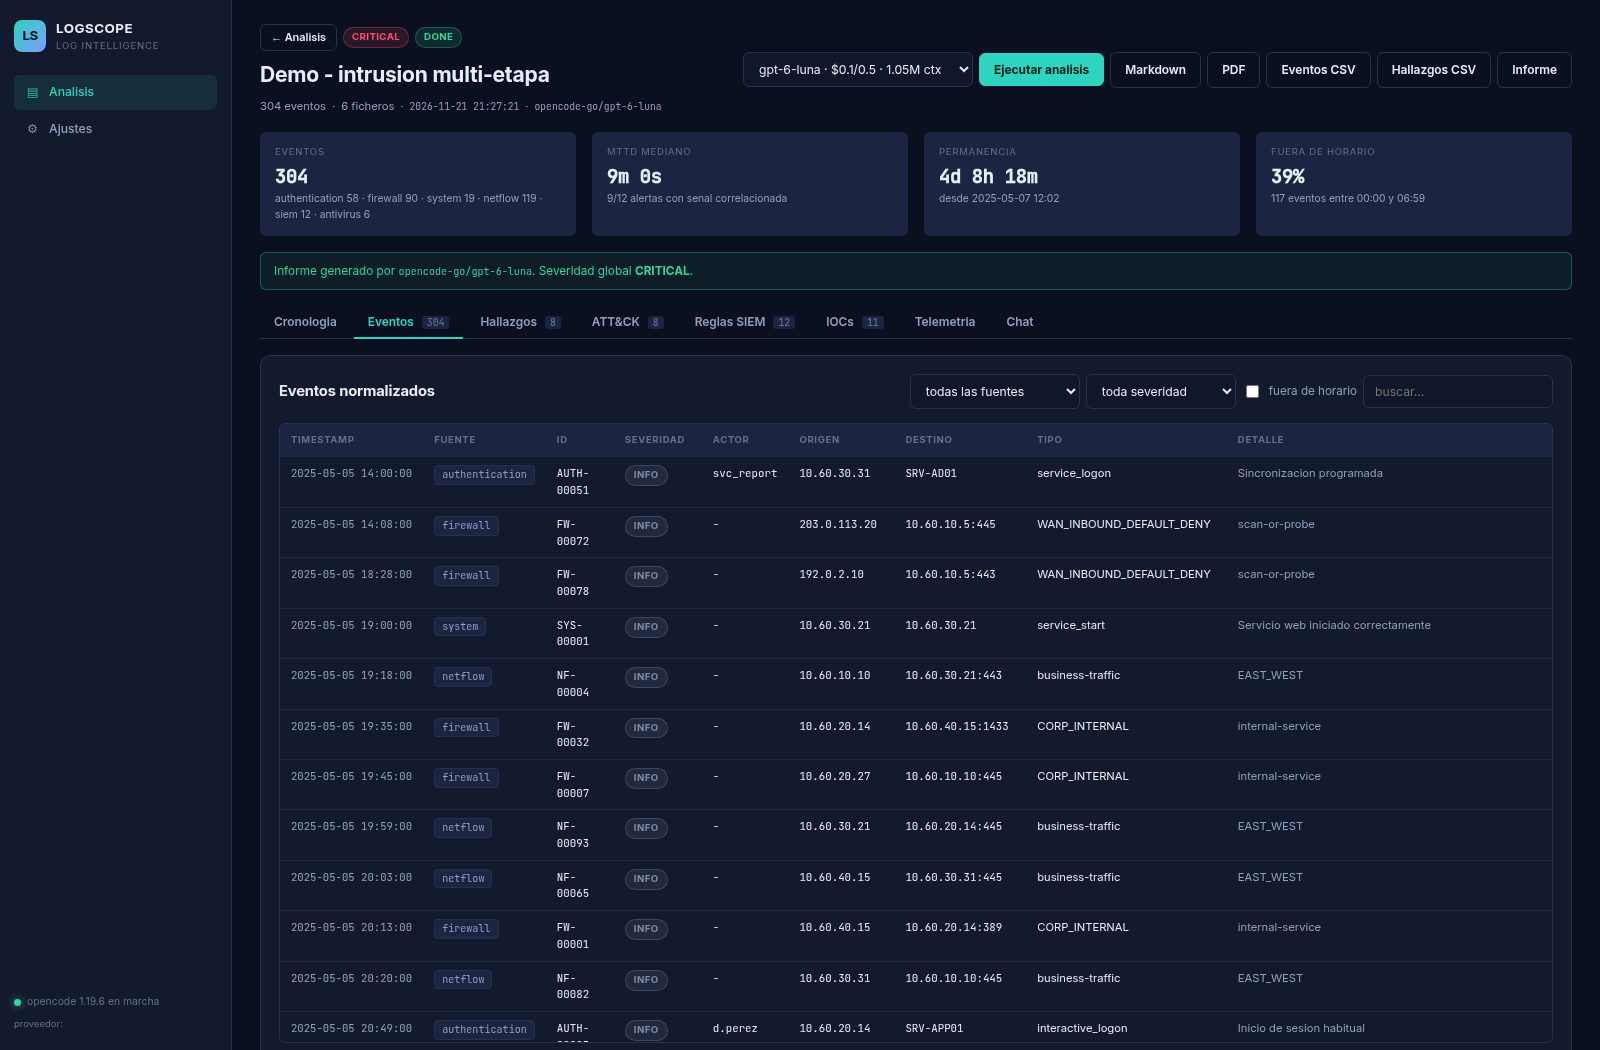 LS
LOGSCOPE
LOG INTELLIGENCE
Analisis
Ajustes
opencode 1.19.6 en marcha
proveedor:
← Analisis
CRITICAL
DONE
Demo - intrusion multi-etapa
304 eventos · 6 ficheros · 2026-11-21 21:27:21 · opencode-go/gpt-6-luna
gpt-6-luna · $0.1/0.5 · 1.05M ctx
Ejecutar analisis
Markdown
PDF
Eventos CSV
Hallazgos CSV
Informe
EVENTOS
304
authentication 58 · firewall 90 · system 19 · netflow 119 ·
siem 12 · antivirus 6
MTTD MEDIANO
9m 0s
9/12 alertas con senal correlacionada
PERMANENCIA
4d 8h 18m
desde 2025-05-07 12:02
FUERA DE HORARIO
39%
117 eventos entre 00:00 y 06:59
Informe generado por opencode-go/gpt-6-luna. Severidad global CRITICAL.
Cronologia
Eventos 304
Hallazgos 8
ATT&CK 8
Reglas SIEM 12
IOCs 11
Telemetria
Chat
Eventos normalizados
todas las fuentes
toda severidad
fuera de horario
buscar...
TIMESTAMP FUENTE ID SEVERIDAD ACTOR ORIGEN DESTINO TIPO DETALLE
2025-05-05 14:00:00 authentication AUTH-00051 INFO svc_report 10.60.30.31 SRV-AD01 service_logon Sincronizacion programada
2025-05-05 14:08:00 firewall FW-00072 INFO - 203.0.113.20 10.60.10.5:445 WAN_INBOUND_DEFAULT_DENY scan-or-probe
2025-05-05 18:28:00 firewall FW-00078 INFO - 192.0.2.10 10.60.10.5:443 WAN_INBOUND_DEFAULT_DENY scan-or-probe
2025-05-05 19:00:00 system SYS-00001 INFO - 10.60.30.21 10.60.30.21 service_start Servicio web iniciado correctamente
2025-05-05 19:18:00 netflow NF-00004 INFO - 10.60.10.10 10.60.30.21:443 business-traffic EAST_WEST
2025-05-05 19:35:00 firewall FW-00032 INFO - 10.60.20.14 10.60.40.15:1433 CORP_INTERNAL internal-service
2025-05-05 19:45:00 firewall FW-00007 INFO - 10.60.20.27 10.60.10.10:445 CORP_INTERNAL internal-service
2025-05-05 19:59:00 netflow NF-00093 INFO - 10.60.30.21 10.60.20.14:445 business-traffic EAST_WEST
2025-05-05 20:03:00 netflow NF-00065 INFO - 10.60.40.15 10.60.30.31:445 business-traffic EAST_WEST
2025-05-05 20:13:00 firewall FW-00001 INFO - 10.60.40.15 10.60.20.14:389 CORP_INTERNAL internal-service
2025-05-05 20:20:00 netflow NF-00082 INFO - 10.60.30.31 10.60.10.10:445 business-traffic EAST_WEST
2025-05-05 20:49:00 authentication AUTH- INFO d.perez 10.60.20.14 SRV-APP01 interactive_logon Inicio de sesion habitual